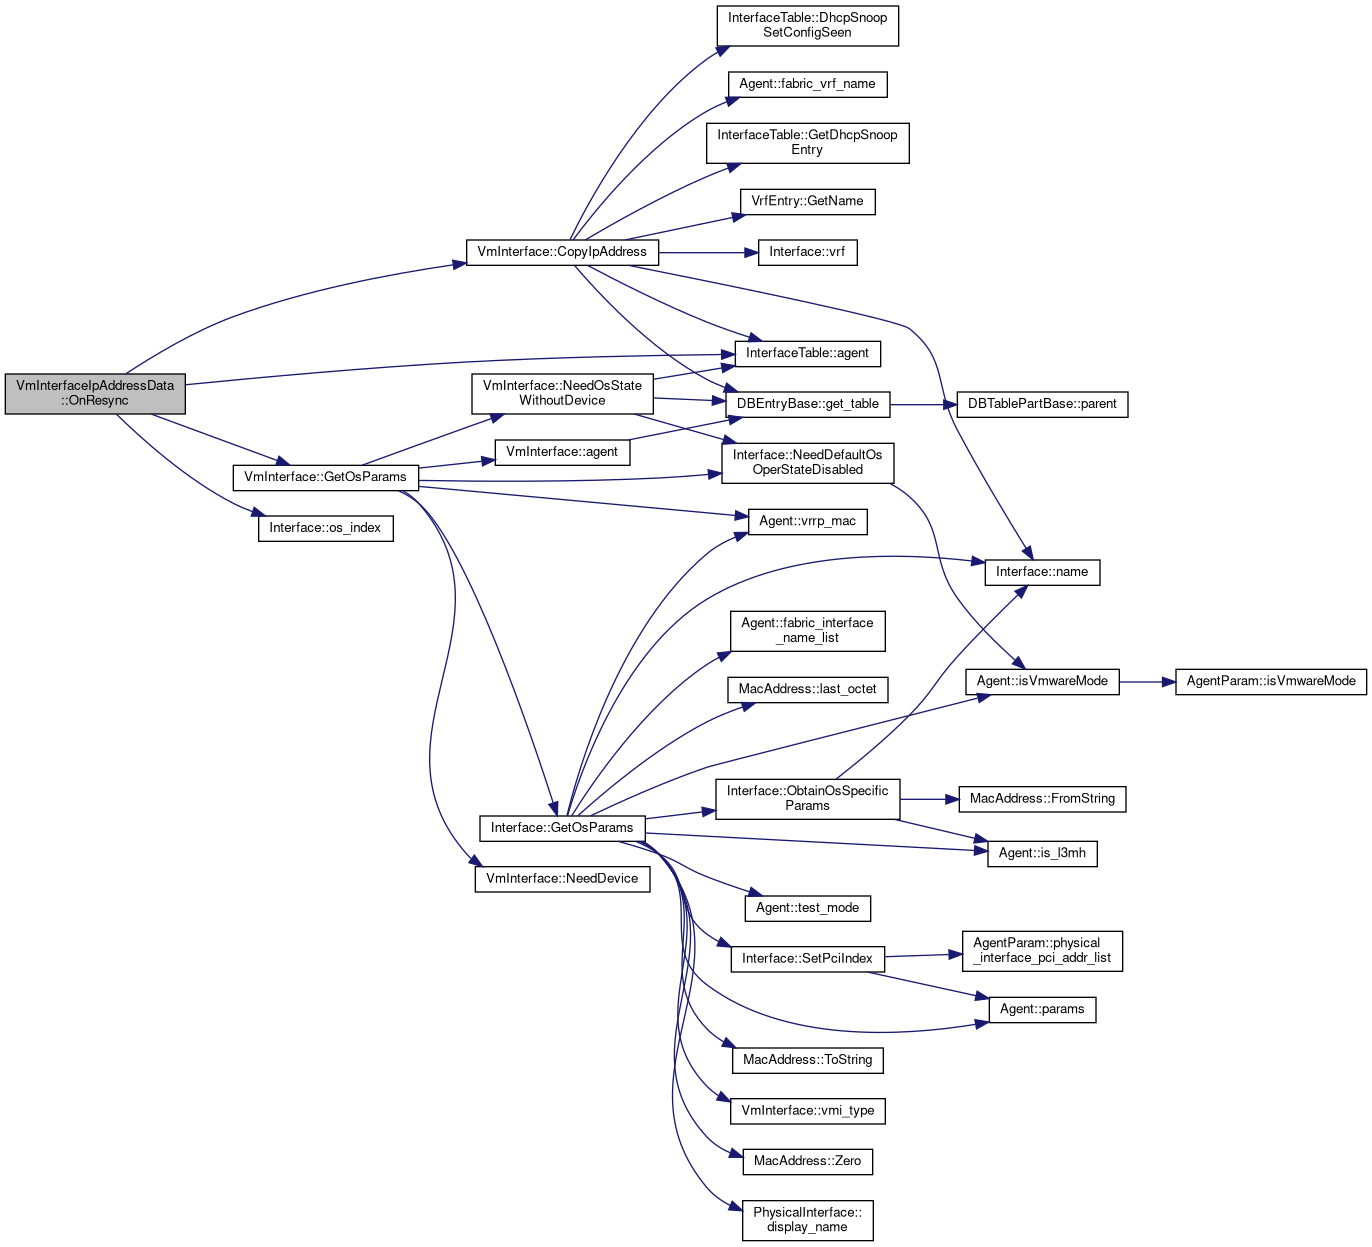 InterfaceTable::DhcpSnoop
SetConfigSeen
Agent::fabric_vrf_name
InterfaceTable::GetDhcpSnoop
Entry
VrfEntry::GetName
VmInterface::CopyIpAddress
Interface::vrf
InterfaceTable::agent
VmInterfaceIpAddressData
::OnResync
VmInterface::NeedOsState
WithoutDevice
DBEntryBase::get_table
DBTablePartBase::parent
VmInterface::agent
Interface::NeedDefaultOs
OperStateDisabled
VmInterface::GetOsParams
Agent::vrrp_mac
Interface::os_index
Interface::name
Agent::fabric_interface
_name_list
MacAddress::last_octet
Agent::isVmwareMode
AgentParam::isVmwareMode
Interface::ObtainOsSpecific
Params
MacAddress::FromString
Interface::GetOsParams
Agent::is_l3mh
VmInterface::NeedDevice
Agent::test_mode
Interface::SetPciIndex
AgentParam::physical
_interface_pci_addr_list
Agent::params
MacAddress::ToString
VmInterface::vmi_type
MacAddress::Zero
PhysicalInterface::
display_name